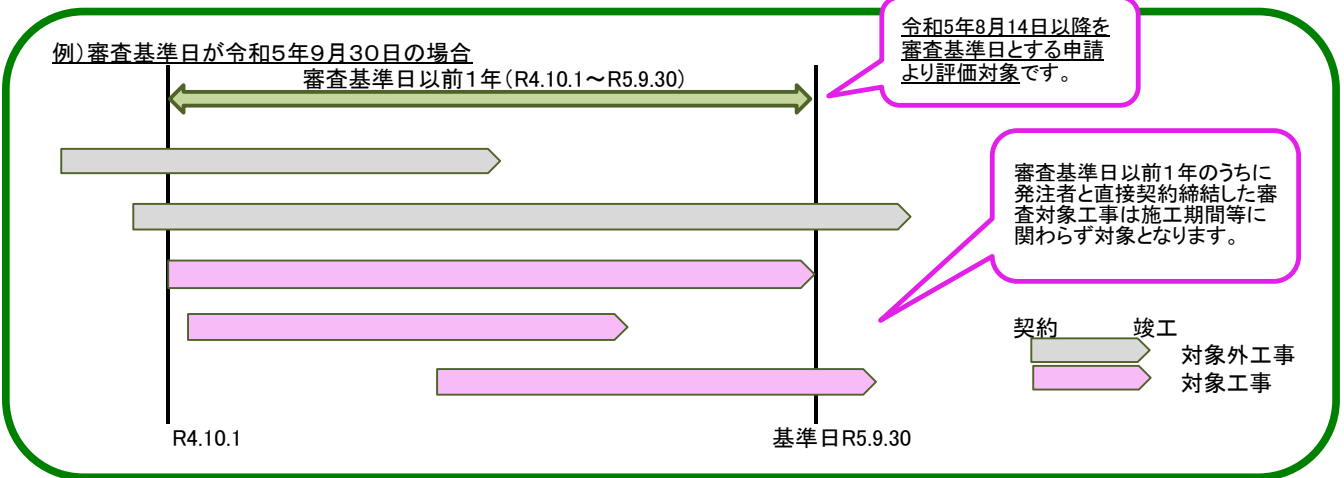 例）審査基準日が令和５年９月３０日の場合
審査基準日以前１年（R4.10.1～R5.9.30）
令和5年8月14日以降を
審査基準日とする申請
より評価対象です。
審査基準日以前１年のうちに
発注者と直接契約締結した審
査対象工事は施工期間等に
関わらず対象となります。
契約 竣工
対象外工事
対象工事
R4.10.1
基準日R5.9.30